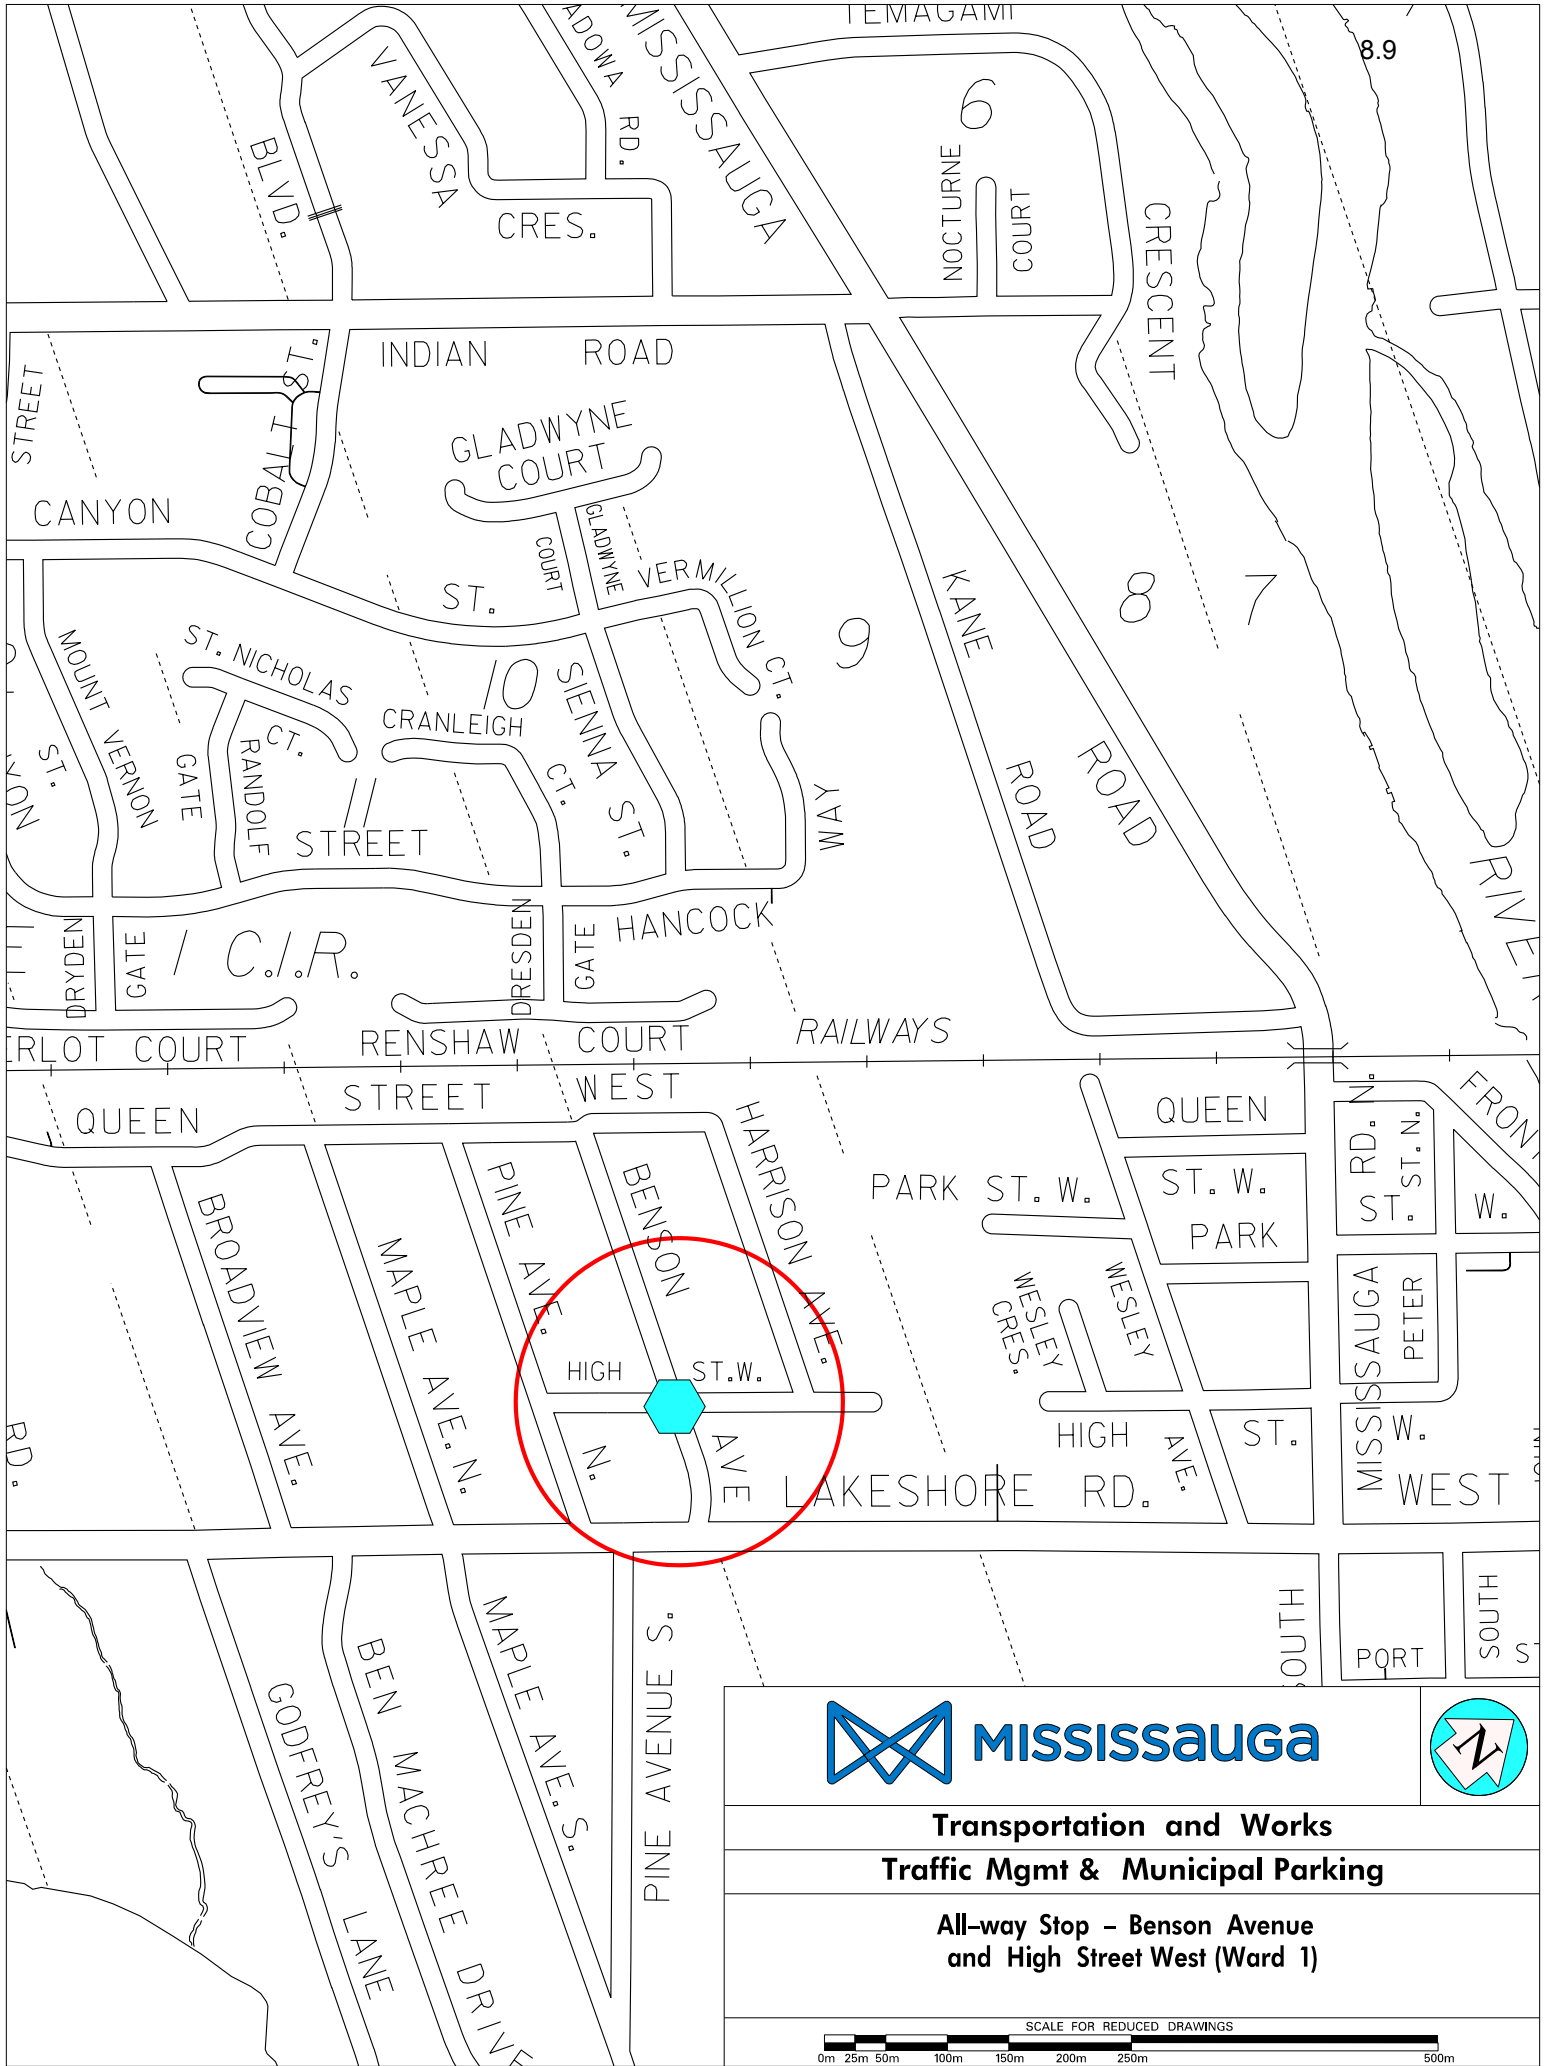 TEMAGAMI
8.9
MISSISSAUGA
ADOWA RD.
VANESSA
CRES.
BLVD.
6
NOCTURNE
COURT
CRESCENT
INDIAN ROAD
STREET
COBALT ST.
GLADWYNE
COURT
CANYON
ST.
COURT
GLADWYNE
VERMILLION CT.
KANE
ROAD
8
7
9
10
ROAD
MOUNT VERNON
ST.
YON
ST. NICHOLAS
CT.
CRANLEIGH
CT.
SIENNA ST.
GATE
RANDOLF
11
STREET
WAY
RIVER
HANCOCK
DRYDEN
GATE
1 C.I.R.
DRESDEN
GATE
ERLOT COURT
RENSHAW COURT
RAILWAYS
QUEEN STREET WEST
HARRISON AVE.
QUEEN
ST. W.
FRONT
RD. N.
ST. N.
PARK ST. W.
PARK
ST. W.
BROADVIEW AVE.
MAPLE AVE. N.
PINE AVE.
N.
BENSON
AVE
HIGH ST.W.
WESLEY
CRES.
WESLEY
AVE.
MISSISSAUGA
PETER
MISSISSAUGA
HIGH ST. W.
RD.
LAKESHORE RD. WEST
GODFREY'S LANE
BEN MACHREE DRIVE
MAPLE AVE. S.
PINE AVENUE S.
SOUTH
PORT
SOUTH
ST
MISSISSAUGA
N
Transportation and Works
Traffic Mgmt & Municipal Parking
All-way Stop - Benson Avenue
and High Street West (Ward 1)
SCALE FOR REDUCED DRAWINGS
0m 25m 50m 100m 150m 200m 250m 500m